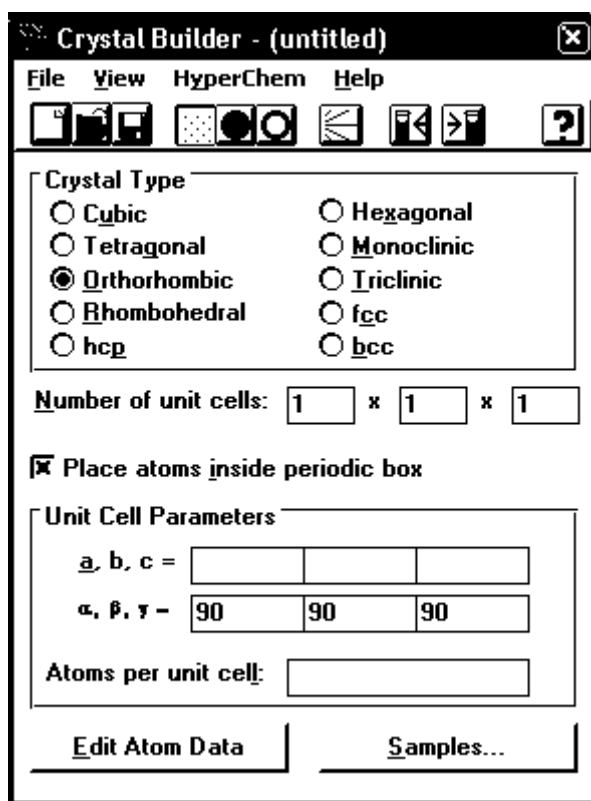 Crystal Builder - (untitled)
File View HyperChem Help
?
Crystal Type
Cubic
Hexagonal
Tetragonal
Monoclinic
Orthorhombic
Triclinic
Rhombohedral
fcc
hcp
bcc
Number of unit cells: 1 x 1 x 1
Place atoms inside periodic box
Unit Cell Parameters
a, b, c =
α, β, γ = 90 90 90
Atoms per unit cell:
Edit Atom Data
Samples...